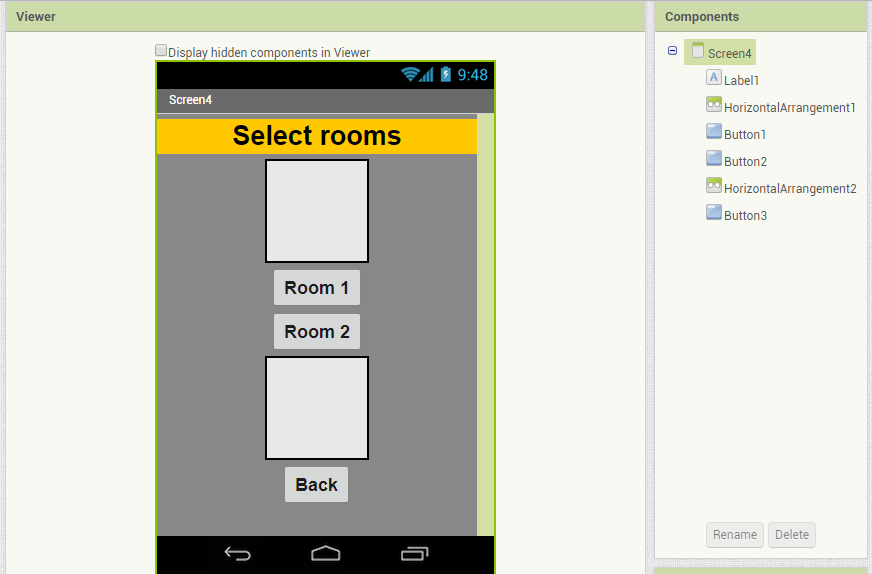 Viewer
Display hidden components in Viewer
9:48
Screen4
Select rooms
Room 1
Room 2
Back
Components
Screen4
A Label1
HorizontalArrangement1
Button1
Button2
HorizontalArrangement2
Button3
Rename Delete